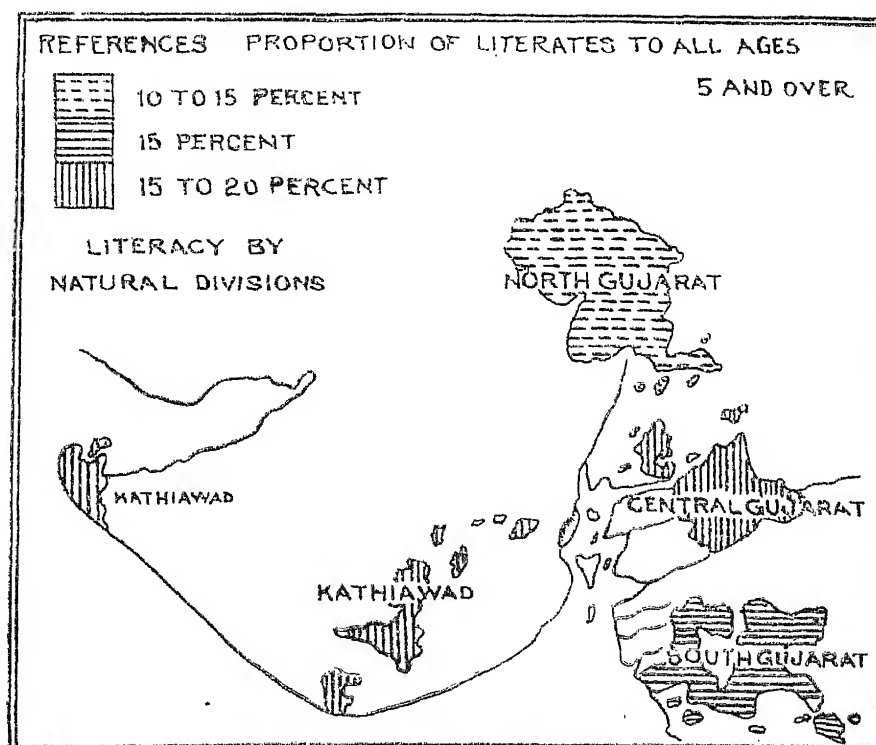 REFERENCES PROPORTION OF LITERATES TO ALL AGES
5 AND OVER
10 TO 15 PERCENT
15 PERCENT
15 TO 20 PERCENT
LITERACY BY
NATURAL DIVISIONS
NORTH GUJARAT
KATHIAWAD
CENTRAL GUJARAT
KATHIAWAD
SOUTH GUJARAT